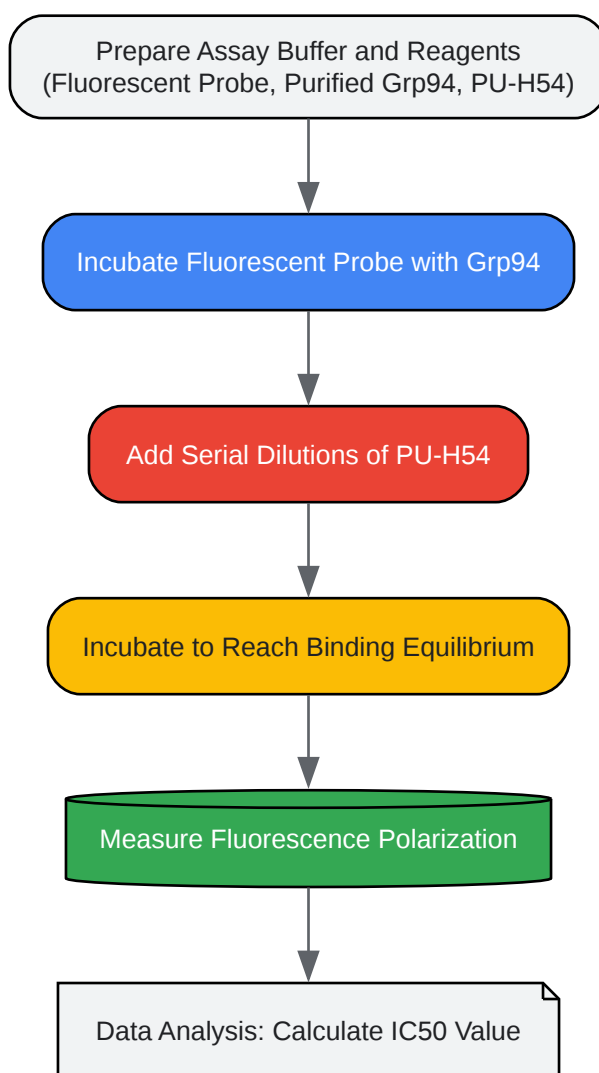 Prepare Assay Buffer and Reagents
(Fluorescent Probe, Purified Grp94, PU-H54)
Incubate Fluorescent Probe with Grp94
Add Serial Dilutions of PU-H54
Incubate to Reach Binding Equilibrium
Measure Fluorescence Polarization
Data Analysis: Calculate IC50 Value